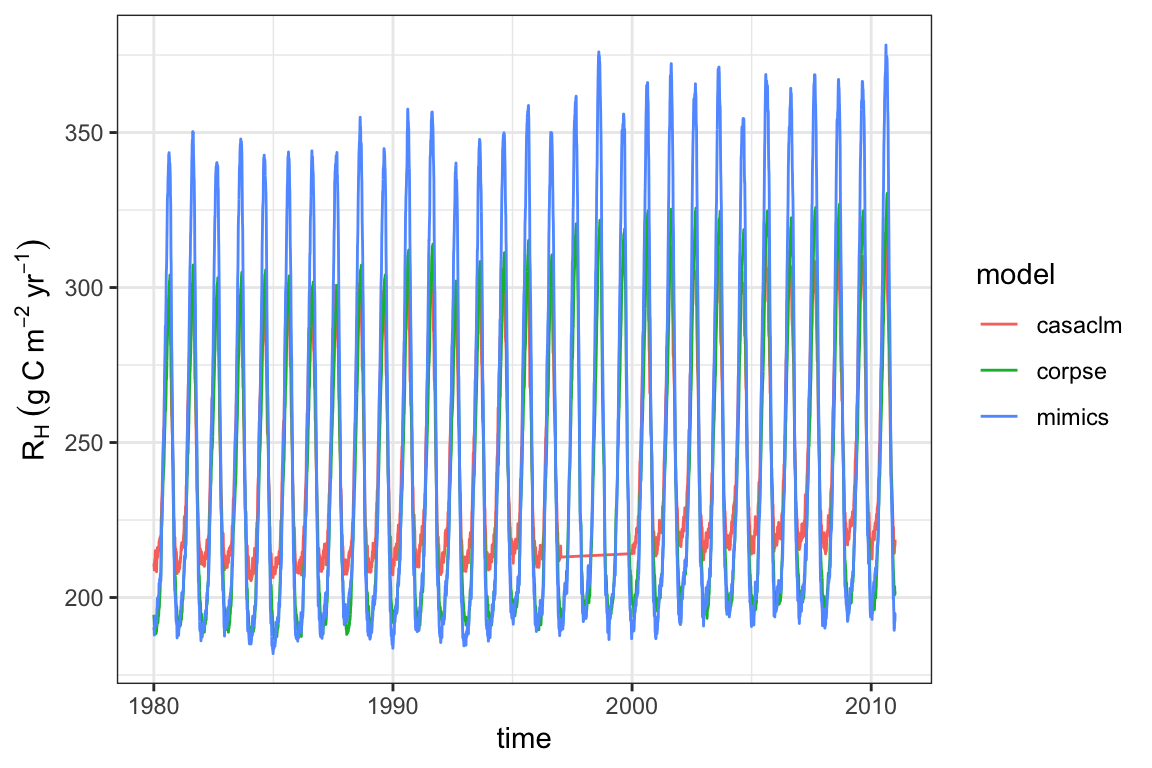 R_H (g C m⁻² yr⁻¹)
350
300
250
200
1980 1990 2000 2010
time
model
casaclm
corpse
mimics